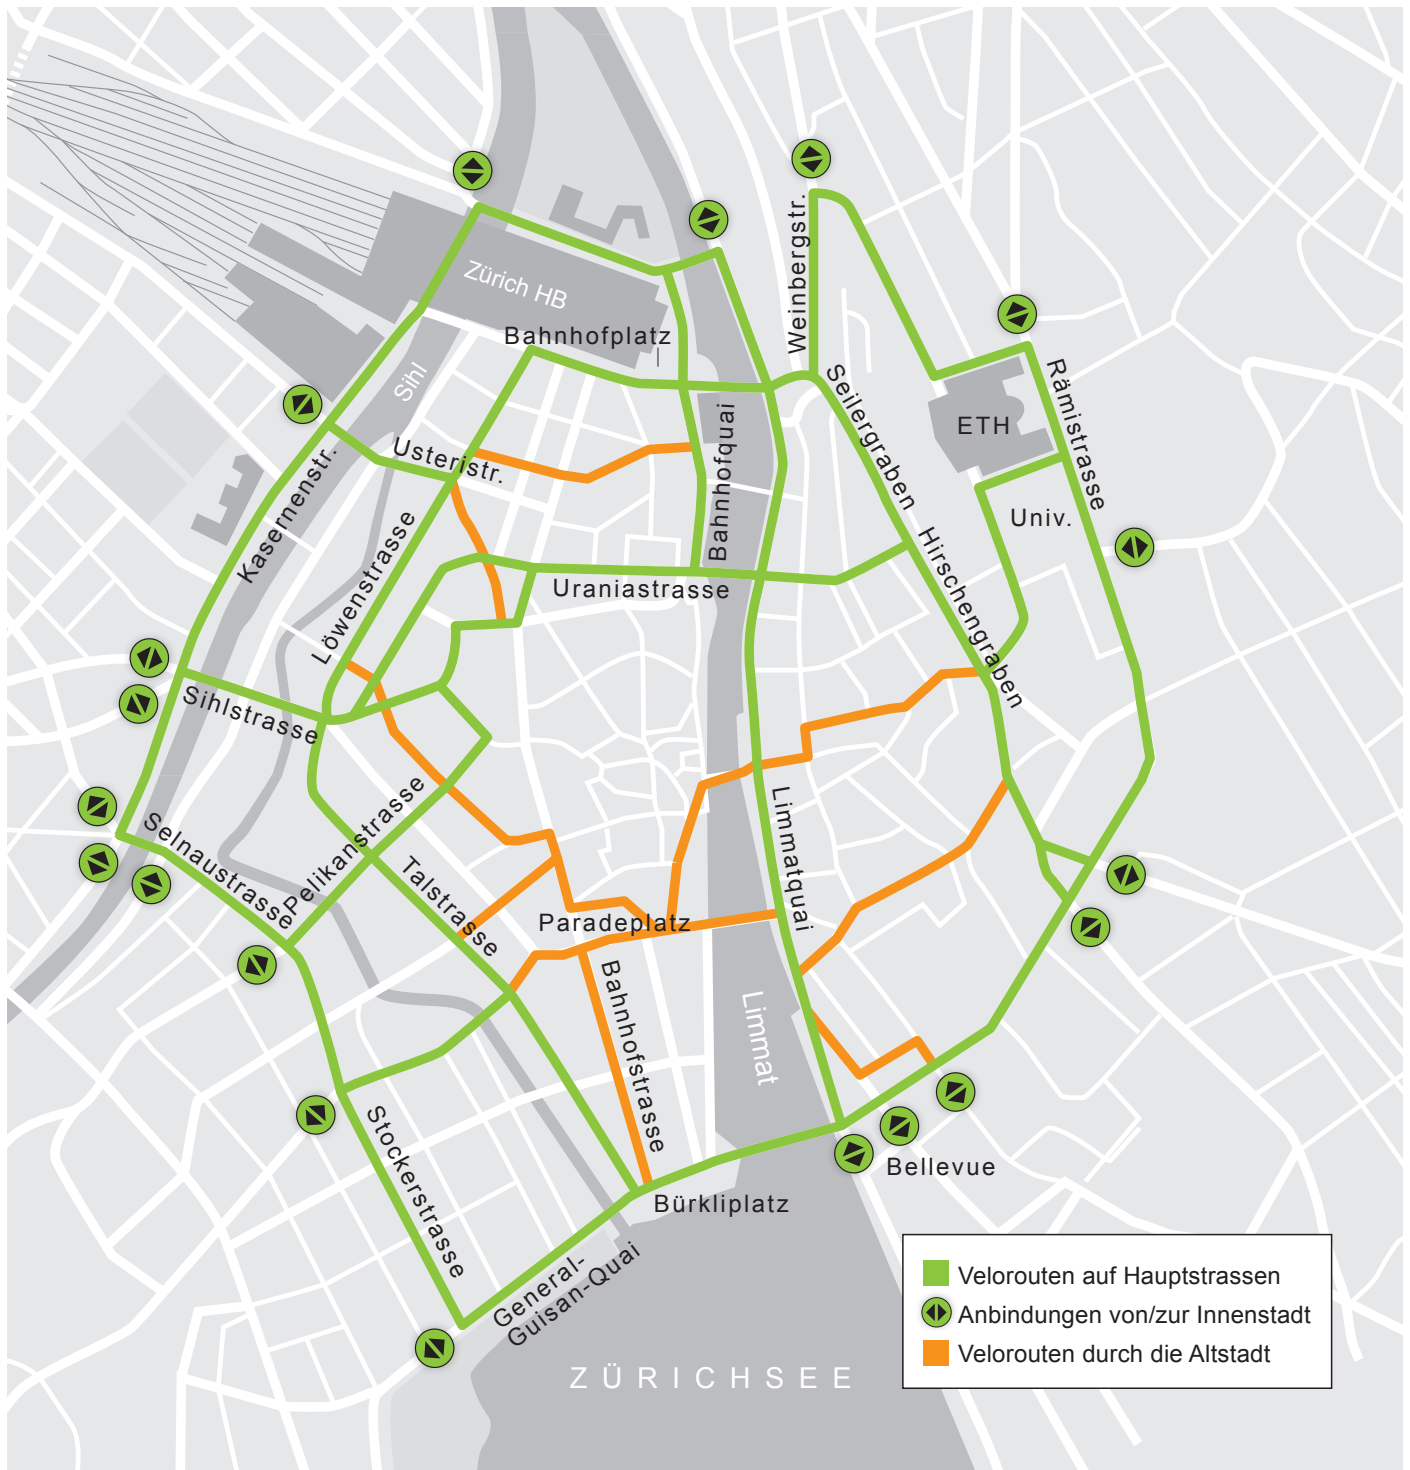 Weinbergstr.
Zürich HB
Bahnhofplatz
Sihl
Seilergraben
Rämistrasse
ETH
Usteristr.
Bahnhofquai
Univ.
Kasernenstr.
Löwenstrasse
Hirschengraben
Uraniastrasse
Sihlstrasse
Pelikanstrasse
Selnaustrasse
Limmatquai
Talstrasse
Paradeplatz
Bahnhofstrasse
Limmat
Stockerstrasse
Bellevue
Bürkliplatz
General-
Guisan-Quai
ZÜRICHSEE
Velorouten auf Hauptstrassen
Anbindungen von/zur Innenstadt
Velorouten durch die Altstadt